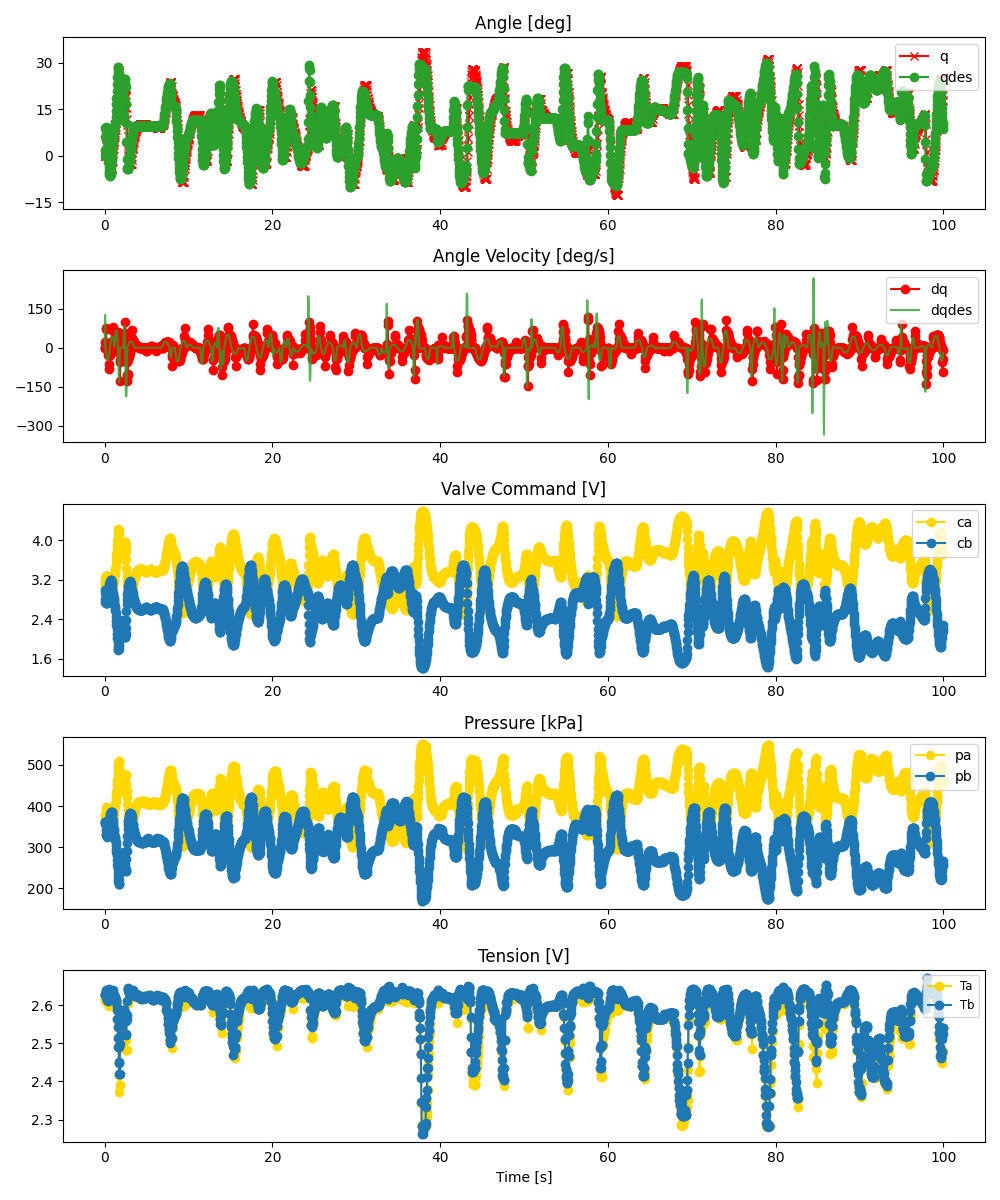 Angle [deg]
30
15
0
−15
q
qdes
0 20 40 60 80 100
Angle Velocity [deg/s]
150
0
−150
−300
dq
dqdes
0 20 40 60 80 100
Valve Command [V]
4.0
3.2
2.4
1.6
ca
cb
0 20 40 60 80 100
Pressure [kPa]
500
400
300
200
pa
pb
0 20 40 60 80 100
Tension [V]
2.6
2.5
2.4
2.3
Ta
Tb
0 20 40 60 80 100
Time [s]